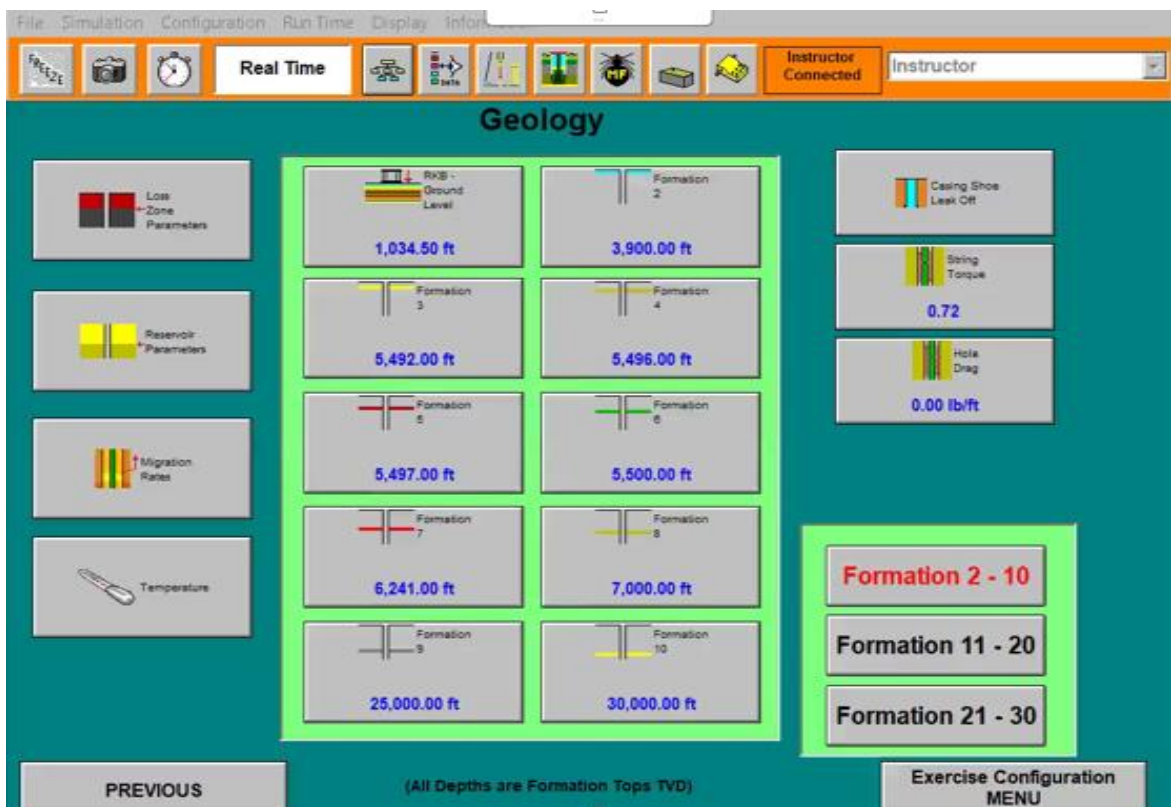 File Simulation Configuration Run Time Display
FREEZE
Real Time
DATA
MF
Instructor
Connected
Instructor
Geology
Loss
Zone
Parameters
Reservoir
Parameters
Migration
Rates
Temperature
RKB -
Ground
Level
1,034.50 ft
Formation
2
3,900.00 ft
Formation
3
5,492.00 ft
Formation
4
5,496.00 ft
Formation
5
5,497.00 ft
Formation
6
5,500.00 ft
Formation
7
6,241.00 ft
Formation
8
7,000.00 ft
Formation
9
25,000.00 ft
Formation
10
30,000.00 ft
Casing Shoe
Leak Off
String
Torque
0.72
Hole
Drag
0.00 lb/ft
Formation 2 - 10
Formation 11 - 20
Formation 21 - 30
PREVIOUS
(All Depths are Formation Tops TVD)
Exercise Configuration
MENU